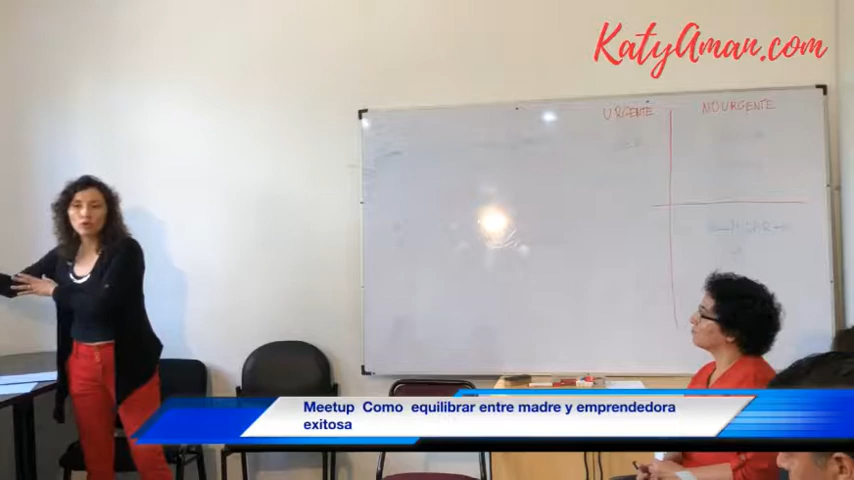 KatyAman.com
URGENTE
NO URGENTE
Meetup Como equilibrar entre madre y emprendedora
exitosa